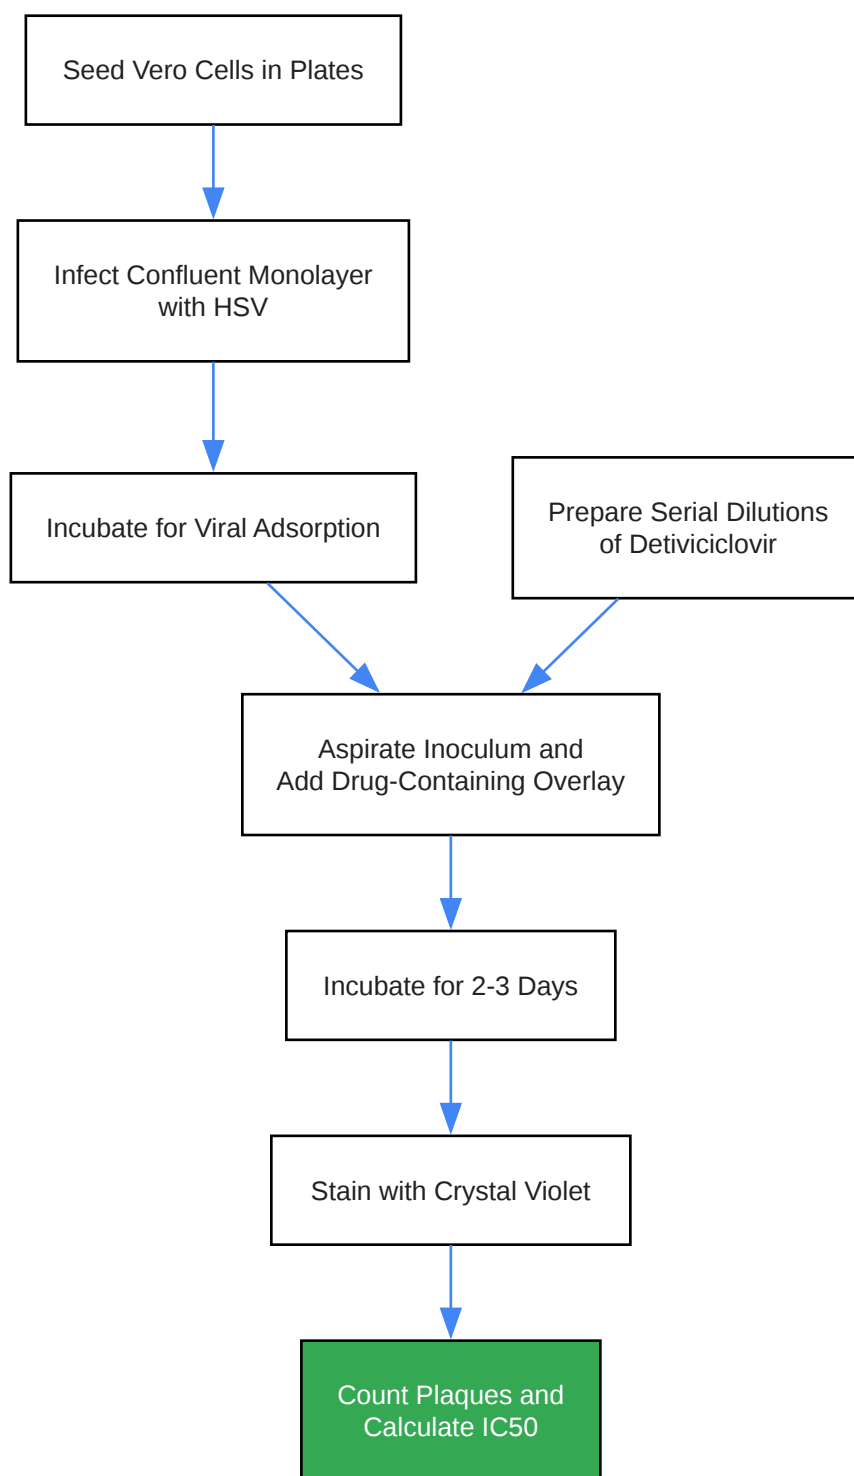 Seed Vero Cells in Plates
Infect Confluent Monolayer
with HSV
Incubate for Viral Adsorption
Prepare Serial Dilutions
of Detiviciclovir
Aspirate Inoculum and
Add Drug-Containing Overlay
Incubate for 2-3 Days
Stain with Crystal Violet
Count Plaques and
Calculate IC50